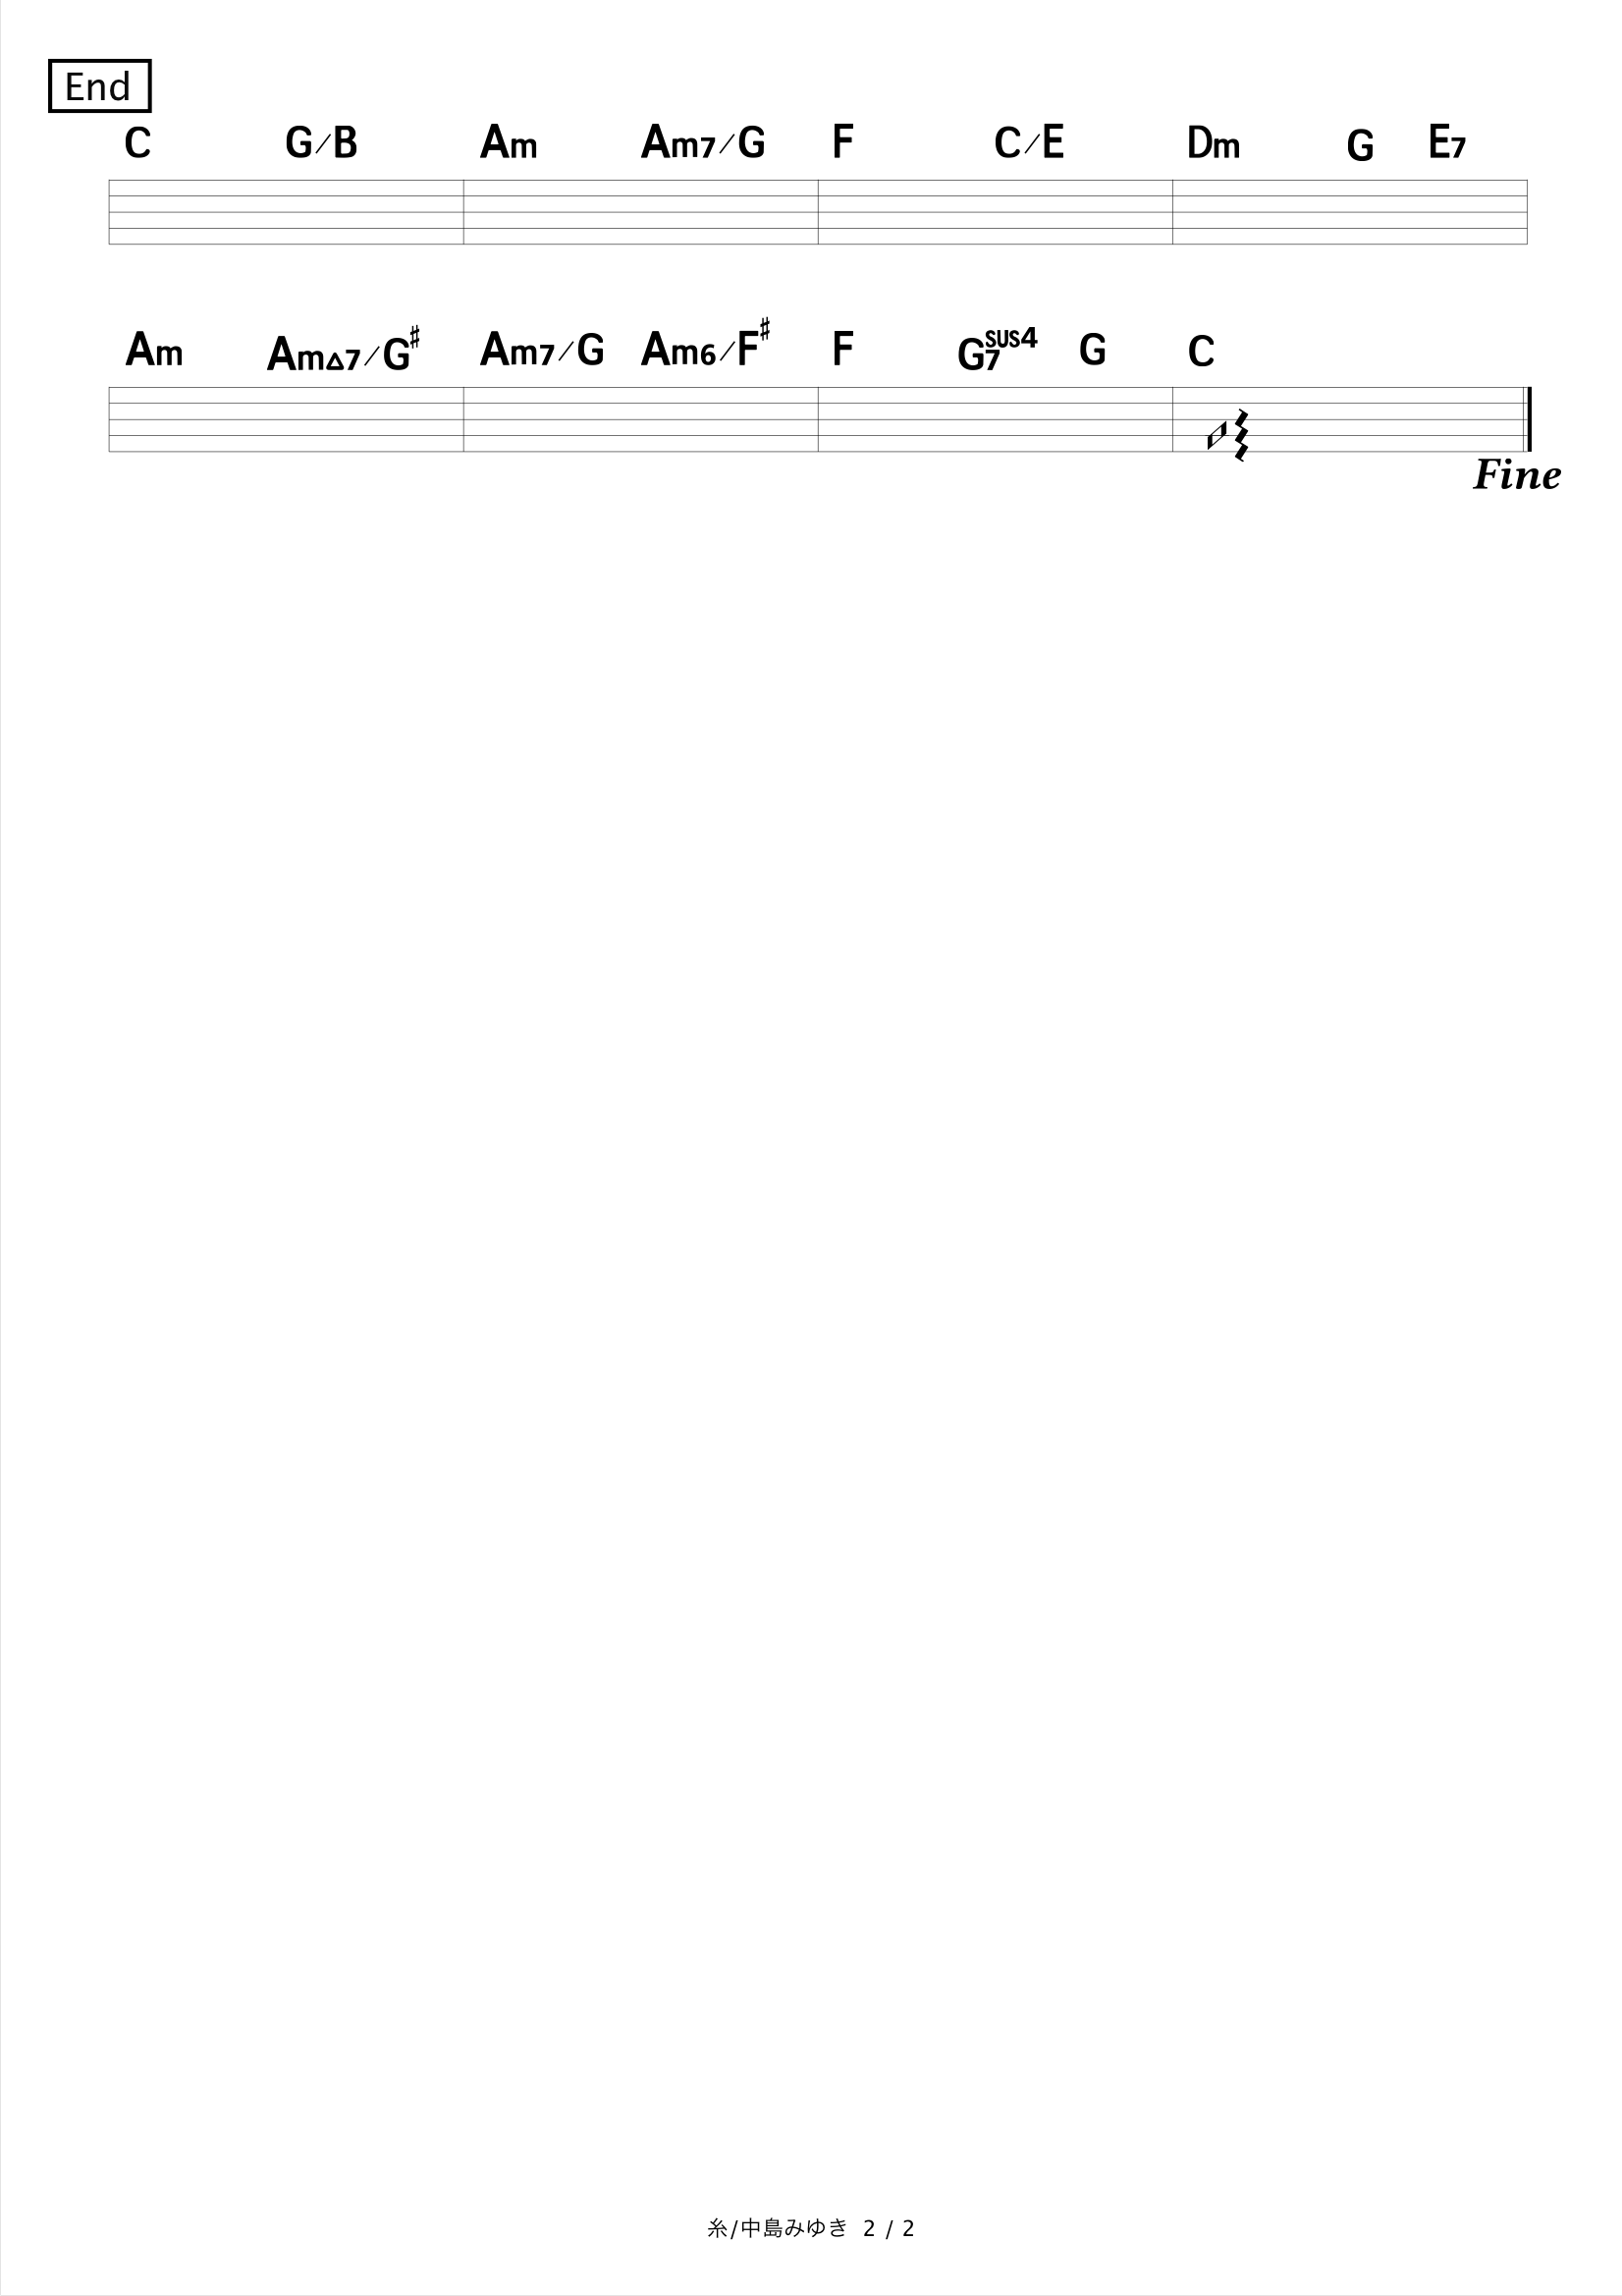 End
C G/B Am Am7/G F C/E Dm G E7
Am Am△7/G♯ Am7/G Am6/F♯ F G7sus4 G C
Fine
糸/中島みゆき 2 / 2